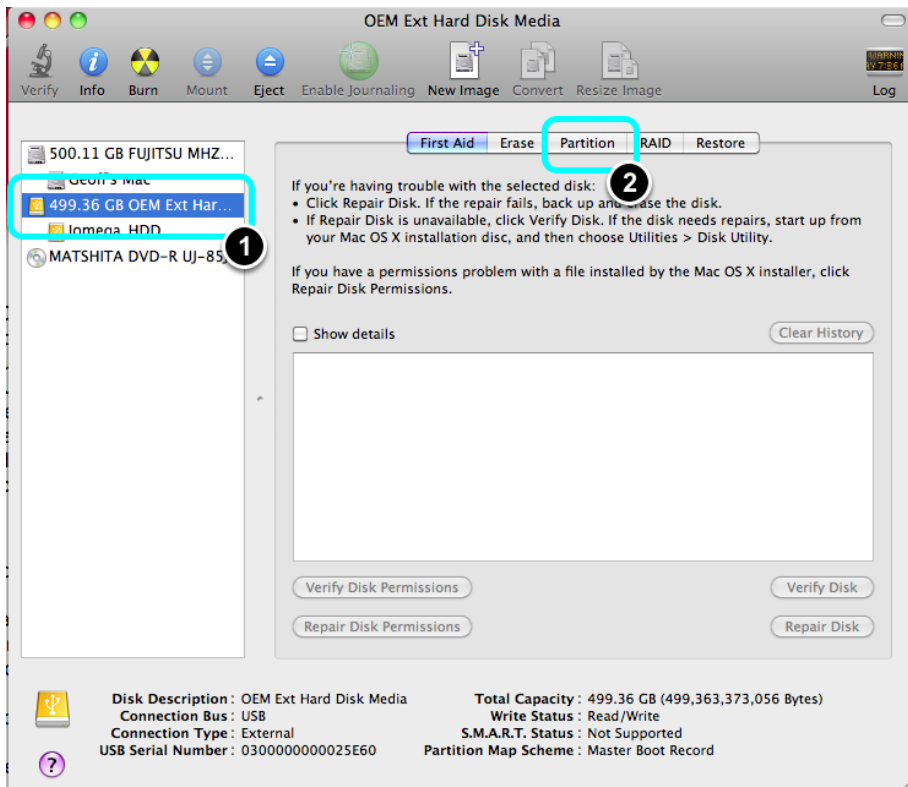 OEM Ext Hard Disk Media
Verify Info Burn Mount Eject Enable Journaling New Image Convert Resize Image Log
500.11 GB FUJITSU MHZ...
Geoff's Mac
499.36 GB OEM Ext Har...
Iomega_HDD
MATSHITA DVD-R UJ-85
1
First Aid Erase Partition RAID Restore
2
If you're having trouble with the selected disk:
• Click Repair Disk. If the repair fails, back up and erase the disk.
• If Repair Disk is unavailable, click Verify Disk. If the disk needs repairs, start up from
your Mac OS X installation disc, and then choose Utilities > Disk Utility.
If you have a permissions problem with a file installed by the Mac OS X installer, click
Repair Disk Permissions.
Show details
Clear History
Verify Disk Permissions Verify Disk
Repair Disk Permissions Repair Disk
Disk Description : OEM Ext Hard Disk Media Total Capacity : 499.36 GB (499,363,373,056 Bytes)
Connection Bus : USB Write Status : Read/Write
Connection Type : External S.M.A.R.T. Status : Not Supported
USB Serial Number : 0300000000025E60 Partition Map Scheme : Master Boot Record
?